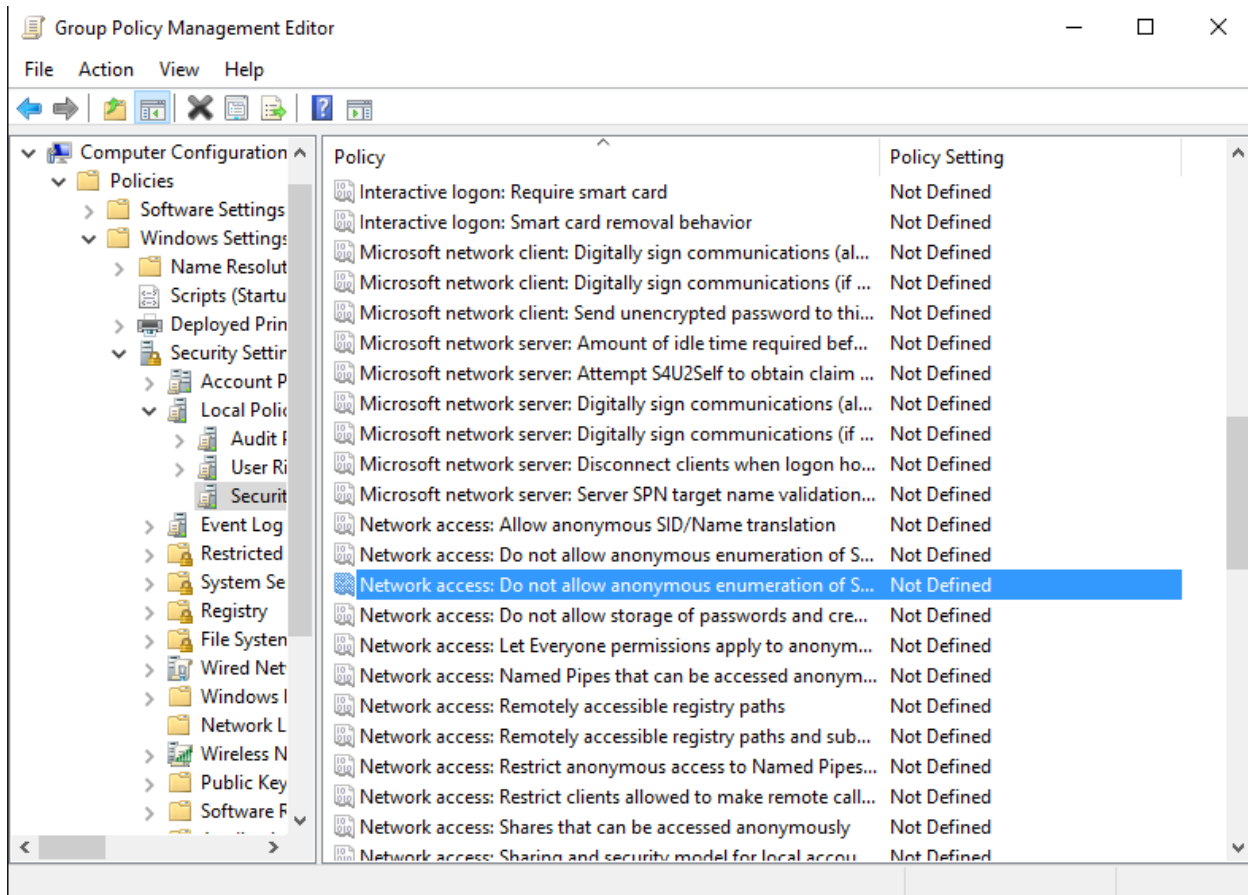 Group Policy Management Editor
File Action View Help
Computer Configuration
Policies
Software Settings
Windows Settings
Name Resolut
Scripts (Startu
Deployed Prin
Security Settin
Account P
Local Polic
Audit P
User Ri
Securit
Event Log
Restricted
System Se
Registry
File System
Wired Net
Windows F
Network L
Wireless N
Public Key
Software R
Policy Policy Setting
Interactive logon: Require smart card Not Defined
Interactive logon: Smart card removal behavior Not Defined
Microsoft network client: Digitally sign communications (al... Not Defined
Microsoft network client: Digitally sign communications (if ... Not Defined
Microsoft network client: Send unencrypted password to thi... Not Defined
Microsoft network server: Amount of idle time required bef... Not Defined
Microsoft network server: Attempt S4U2Self to obtain claim ... Not Defined
Microsoft network server: Digitally sign communications (al... Not Defined
Microsoft network server: Digitally sign communications (if ... Not Defined
Microsoft network server: Disconnect clients when logon ho... Not Defined
Microsoft network server: Server SPN target name validation... Not Defined
Network access: Allow anonymous SID/Name translation Not Defined
Network access: Do not allow anonymous enumeration of S... Not Defined
Network access: Do not allow anonymous enumeration of S... Not Defined
Network access: Do not allow storage of passwords and cre... Not Defined
Network access: Let Everyone permissions apply to anonym... Not Defined
Network access: Named Pipes that can be accessed anonym... Not Defined
Network access: Remotely accessible registry paths Not Defined
Network access: Remotely accessible registry paths and sub... Not Defined
Network access: Restrict anonymous access to Named Pipes... Not Defined
Network access: Restrict clients allowed to make remote call... Not Defined
Network access: Shares that can be accessed anonymously Not Defined
Network access: Sharing and security model for local accou Not Defined